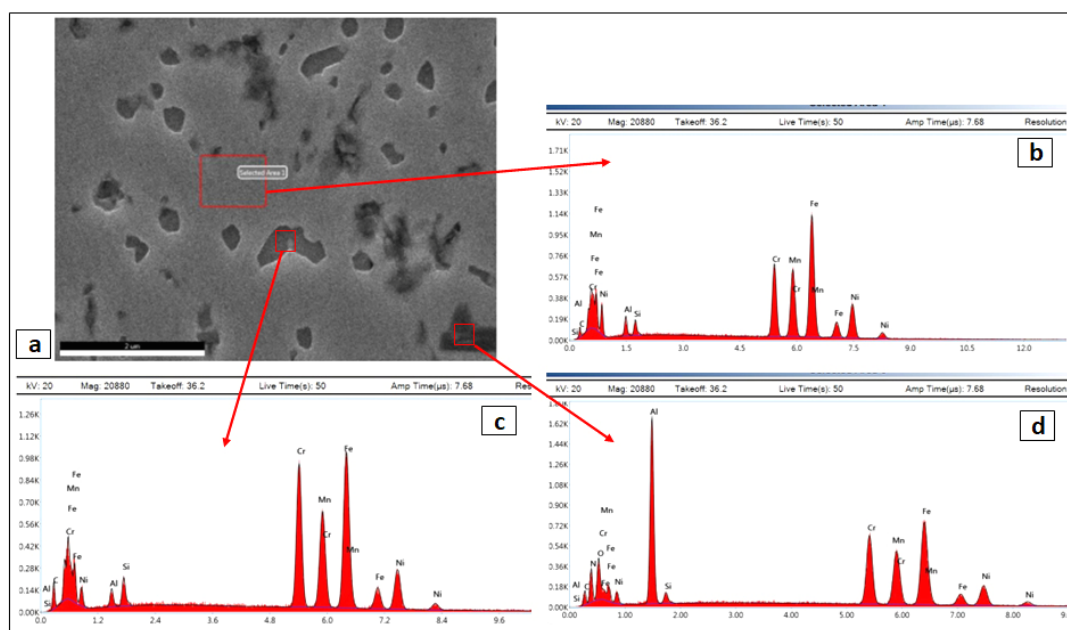 Selected Area 1
2 um
a
kV: 20 Mag: 20880 Takeoff: 36.2 Live Time(s): 50 Amp Time(µs): 7.68 Resolution
b
1.71K
1.52K
1.33K
1.14K
0.95K
0.76K
0.57K
0.38K
0.19K
0.00K
Fe
Mn
Fe
Fe
Cr
Ni
Al
C
Si
Al
Si
Cr
Mn
Cr
Fe
Mn
Fe
Ni
Ni
0.0 1.5 3.0 4.5 6.0 7.5 9.0 10.5 12.0
kV: 20 Mag: 20880 Takeoff: 36.2 Live Time(s): 50 Amp Time(µs): 7.68
c
1.26K
1.12K
0.98K
0.84K
0.70K
0.56K
0.42K
0.28K
0.14K
0.00K
Fe
Mn
Fe
Cr
Fe
Ni
Al
C
Si
Al
Si
Cr
Mn
Cr
Fe
Mn
Fe
Ni
Ni
0.0 1.2 2.4 3.6 4.8 6.0 7.2 8.4 9.6
kV: 20 Mag: 20880 Takeoff: 36.2 Live Time(s): 50 Amp Time(µs): 7.68 Resolution
d
1.62K
1.44K
1.26K
1.08K
0.90K
0.72K
0.54K
0.36K
0.18K
0.00K
Mn
Cr
Fe
O
N
Fe
Fe
Ni
Al
C
Si
Al
Si
Cr
Mn
Cr
Fe
Mn
Fe
Ni
Ni
0.0 1.0 2.0 3.0 4.0 5.0 6.0 7.0 8.0